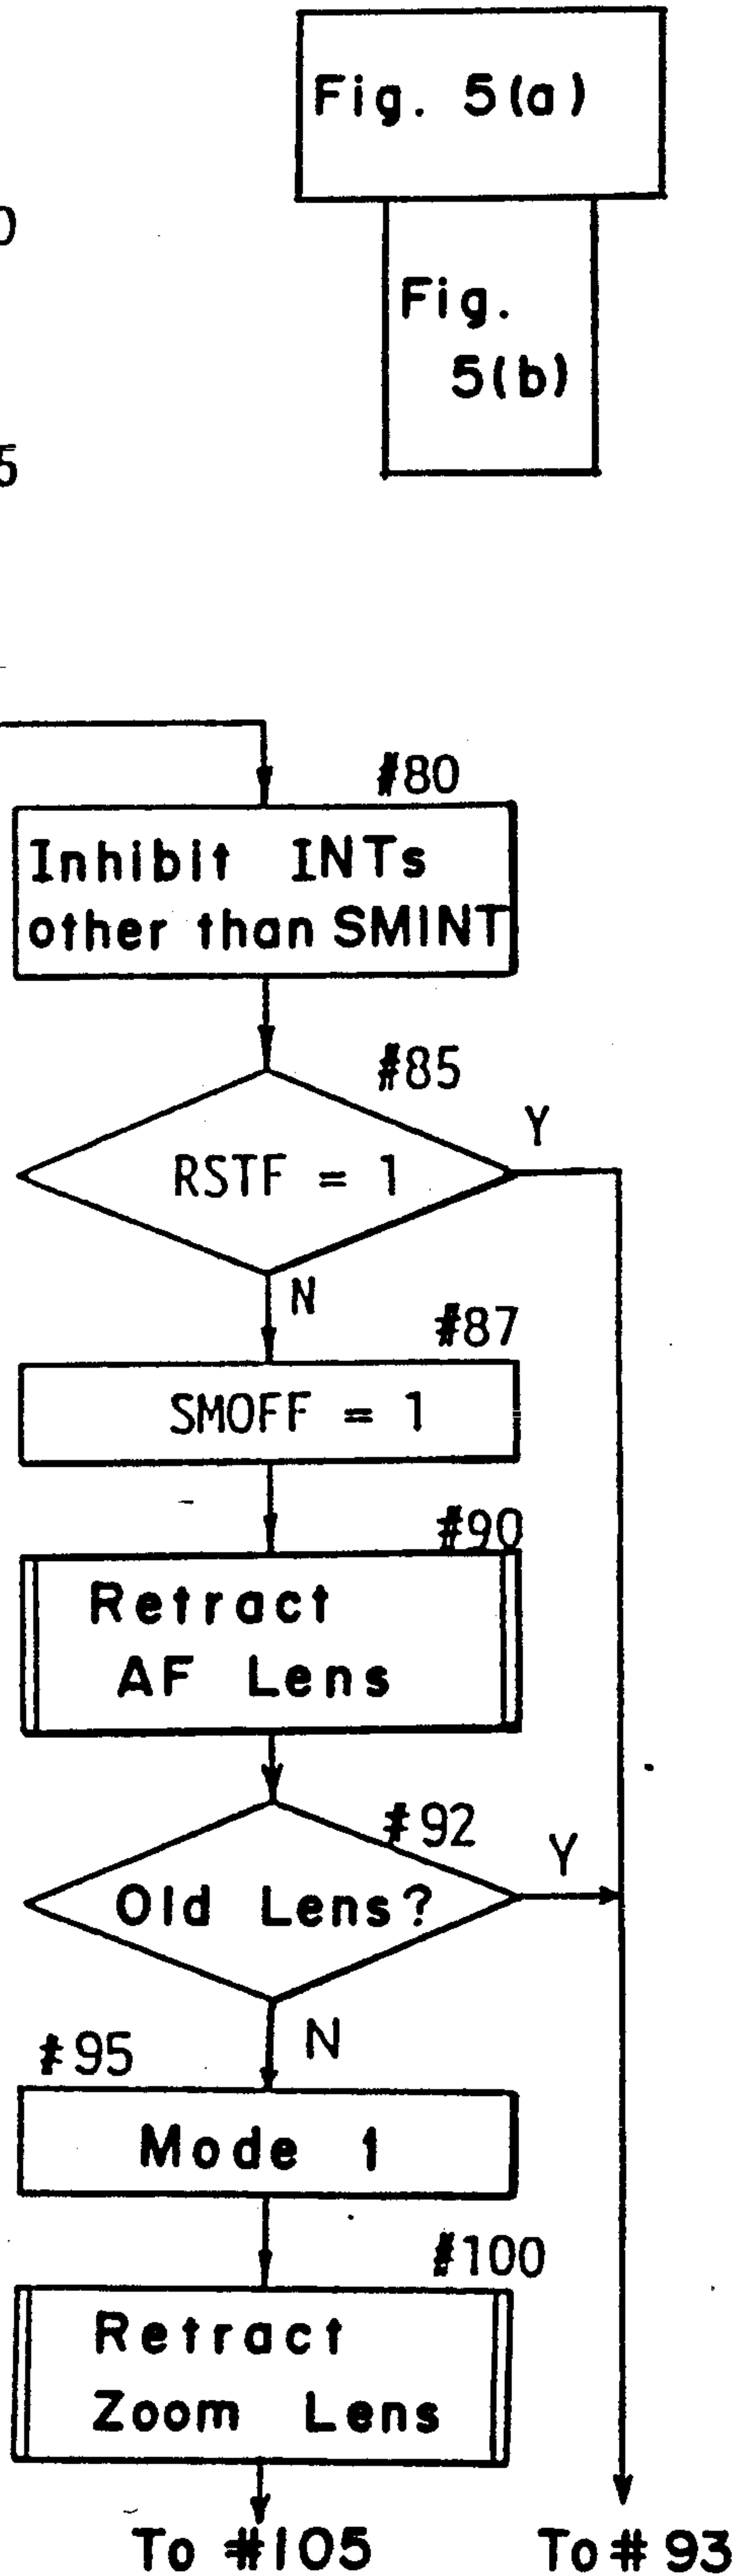 Fig. 5(a)
Fig.
5(b)
#80
Inhibit INTs
other than SMINT
#85
Y
RSTF = 1
N
#87
SMOFF = 1
#90
Retract
AF Lens
#92
Y
Old Lens?
N
#95
Mode 1
#100
Retract
Zoom Lens
To #105
To # 93